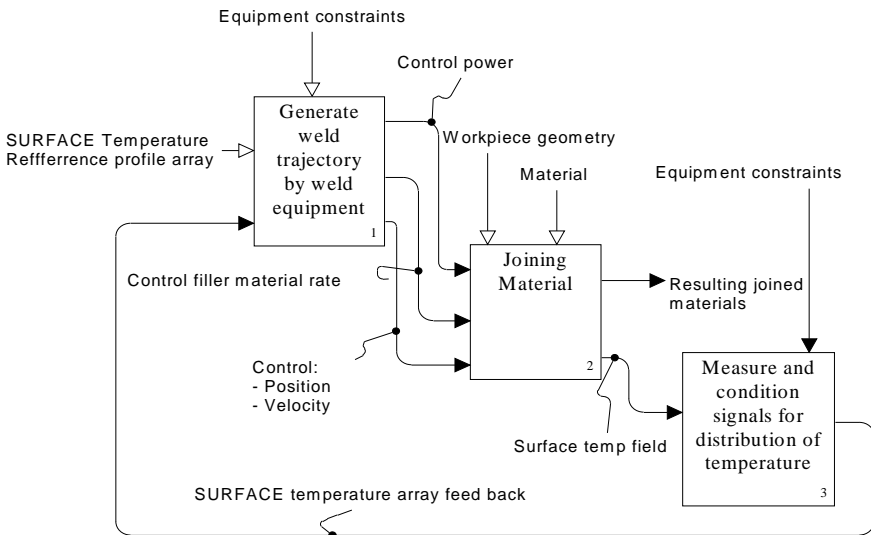 Equipment constraints
Control power
Generate
weld
trajectory
by weld
equipment
1
SURFACE Temperature
Reffferrence profile array
Workpiece geometry
Material
Equipment constraints
Control filler material rate
Joining
Material
2
Resulting joined
materials
Control:
- Position
- Velocity
Measure and
condition
signals for
distribution of
temperature
3
Surface temp field
SURFACE temperature array feed back